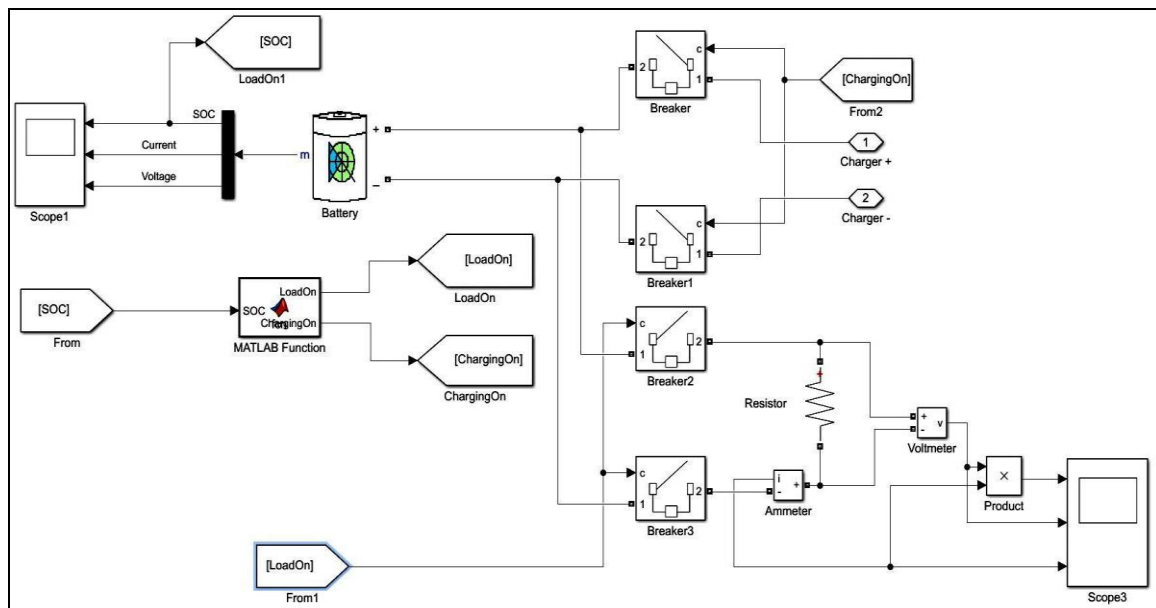 [SOC]
LoadOn1
SOC
Current
Voltage
Scope1
m
+
−
Battery
c
2
1
Breaker
[ChargingOn]
From2
1
Charger +
2
Charger -
c
2
1
Breaker1
[SOC]
From
SOC
LoadOn
ChargingOn
MATLAB Function
[LoadOn]
LoadOn
[ChargingOn]
ChargingOn
c
1
2
Breaker2
+
Resistor
+
-
v
Voltmeter
c
1
2
Breaker3
i
-
+
Ammeter
×
Product
Scope3
[LoadOn]
From1